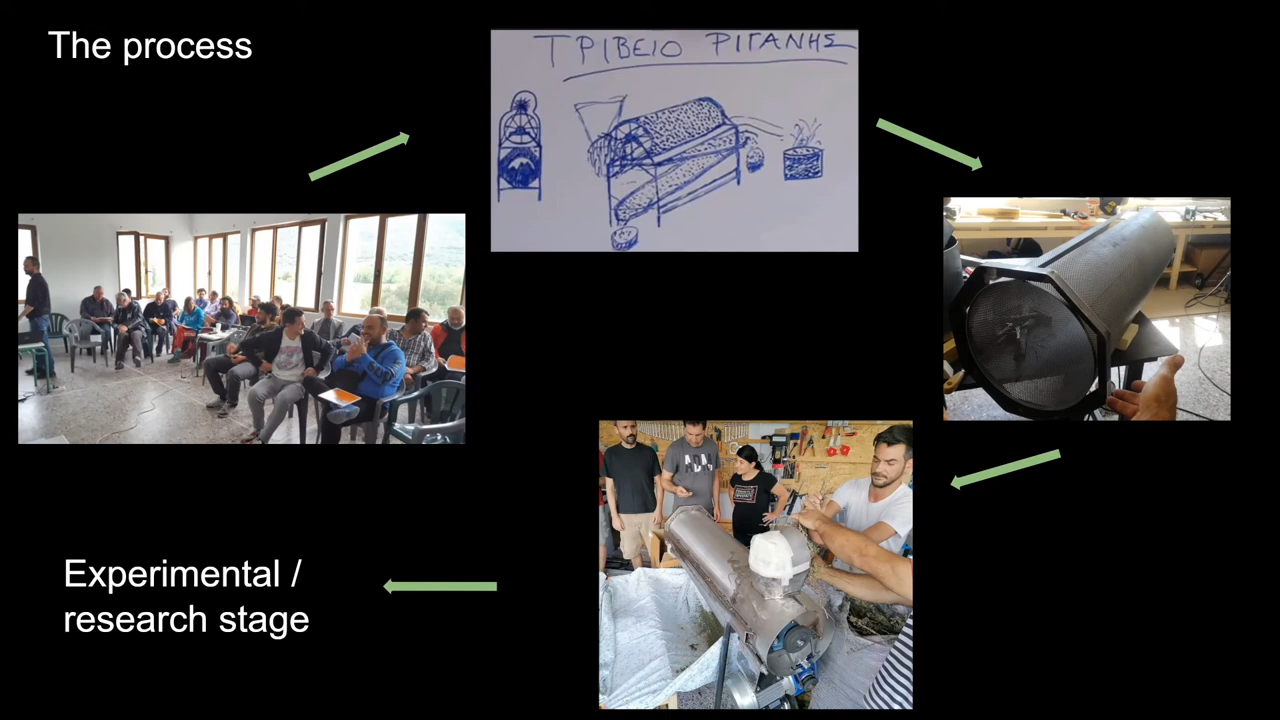 The process
ΤΡΙΒΕΙΟ ΡΙΓΑΝΗΣ
Experimental /
research stage